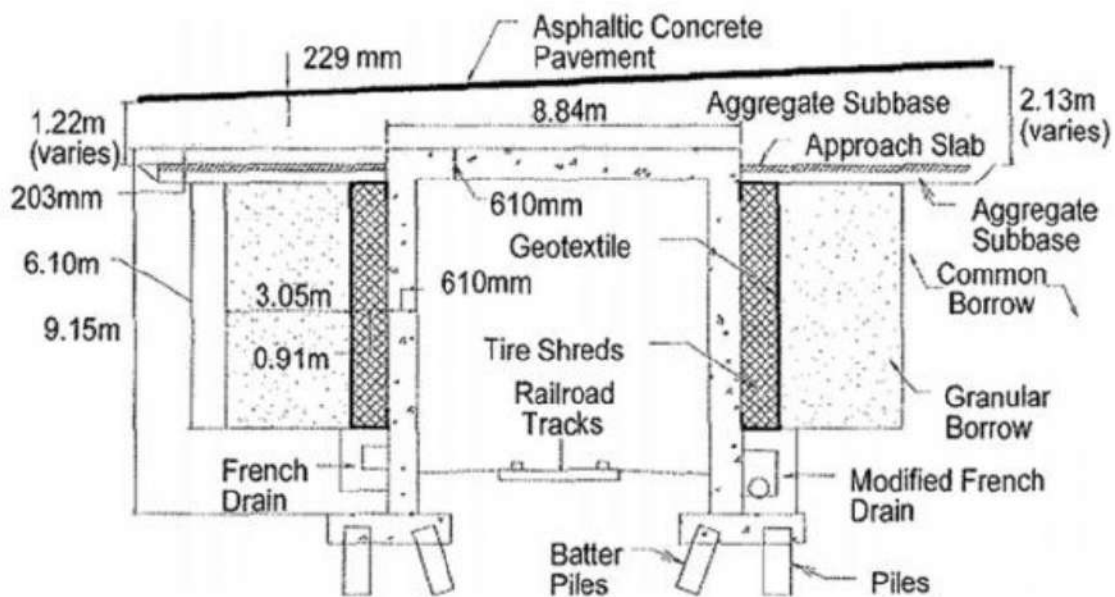 Asphaltic Concrete
Pavement
229 mm
1.22m
(varies)
8.84m
Aggregate Subbase
2.13m
(varies)
Approach Slab
203mm
610mm
Aggregate
Subbase
Geotextile
6.10m
3.05m
610mm
Common
Borrow
9.15m
0.91m
Tire Shreds
Railroad
Tracks
Granular
Borrow
French
Drain
Modified French
Drain
Batter
Piles
Piles